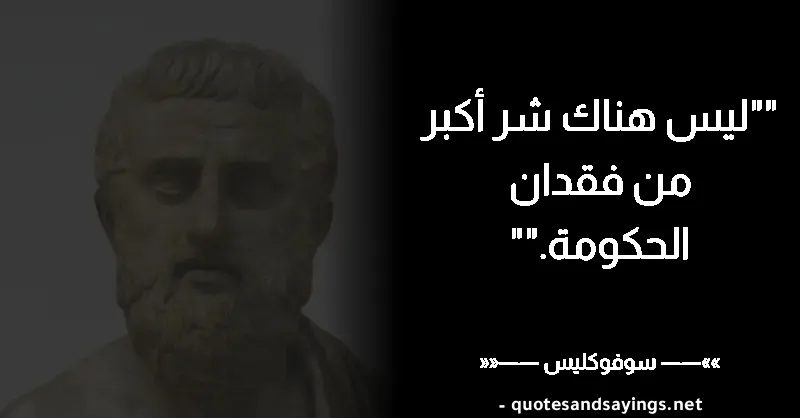 ""ليس هناك شر أكبر
من فقدان
الحكومة.""
»»—— سوفوكليس ——««
- quotesandsayings.net